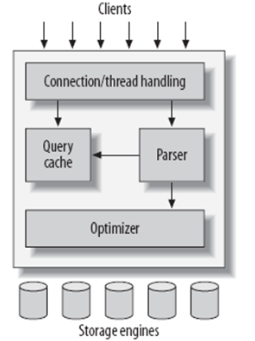 Clients
Connection/thread handling
Query
cache
Parser
Optimizer
Storage engines